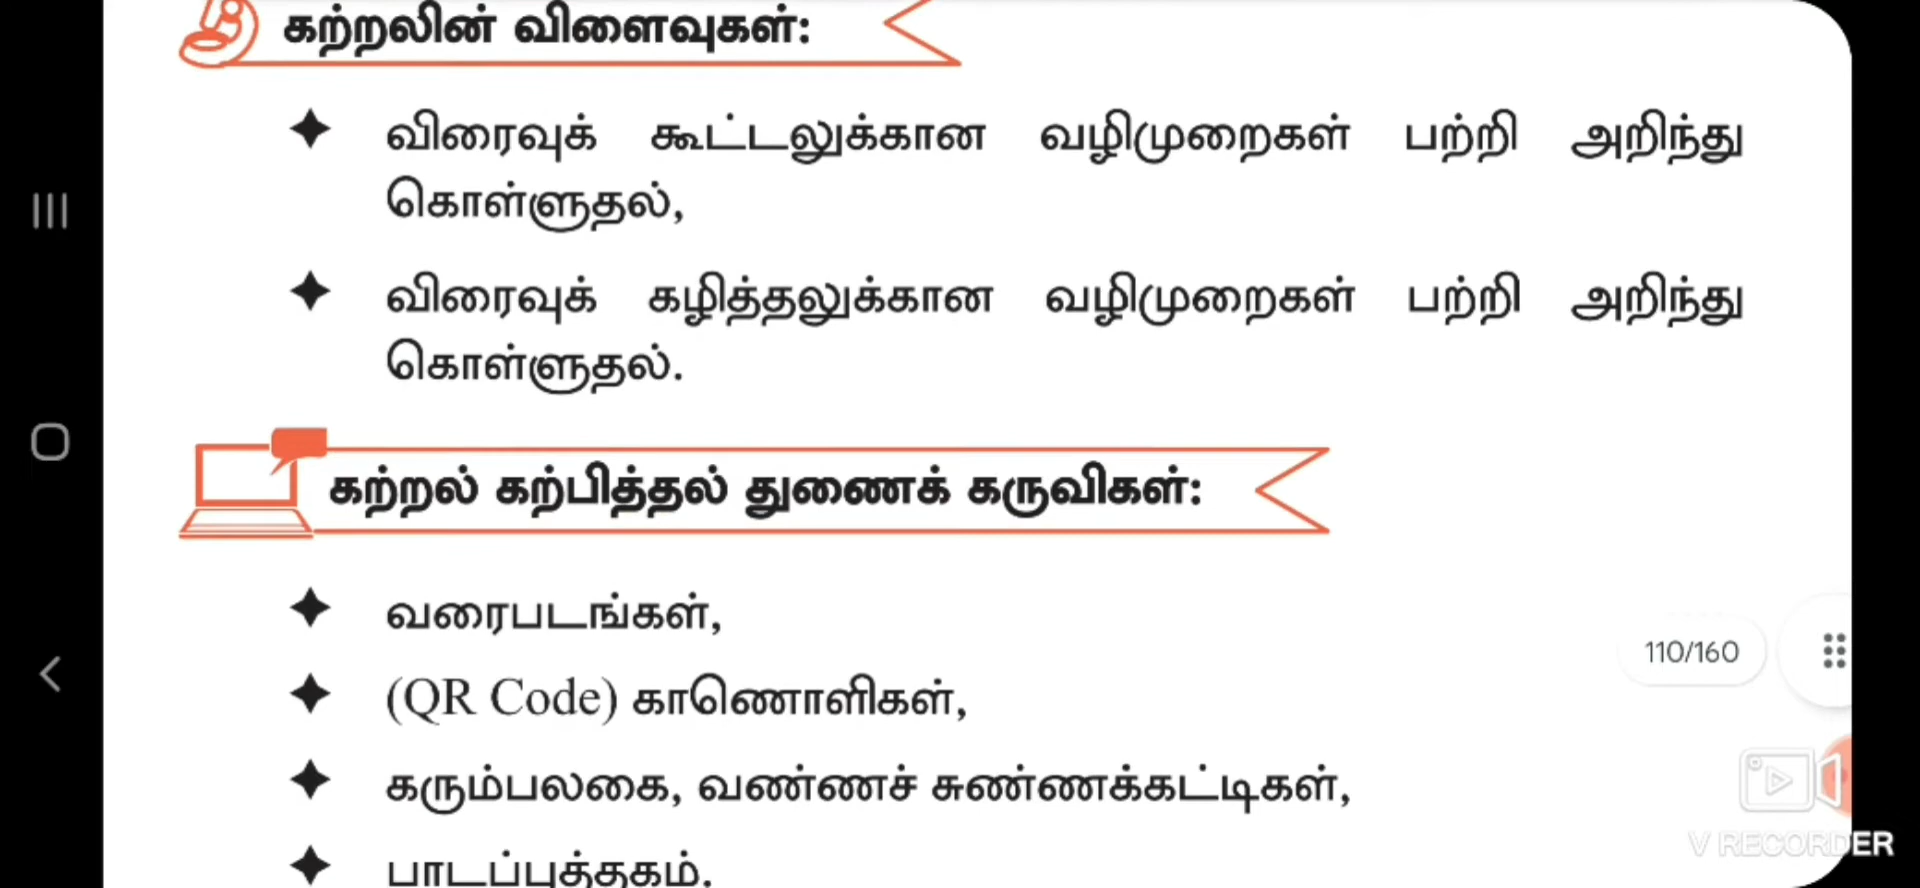 கற்றலின் விளைவுகள்:
விரைவுக் கூட்டலுக்கான வழிமுறைகள் பற்றி அறிந்து
கொள்ளுதல்,
விரைவுக் கழித்தலுக்கான வழிமுறைகள் பற்றி அறிந்து
கொள்ளுதல்.
கற்றல் கற்பித்தல் துணைக் கருவிகள்:
வரைபடங்கள்,
(QR Code) காணொளிகள்,
110/160
கரும்பலகை, வண்ணச் சுண்ணக்கட்டிகள்,
V RECORDER
பாடப்புத்தகம்.